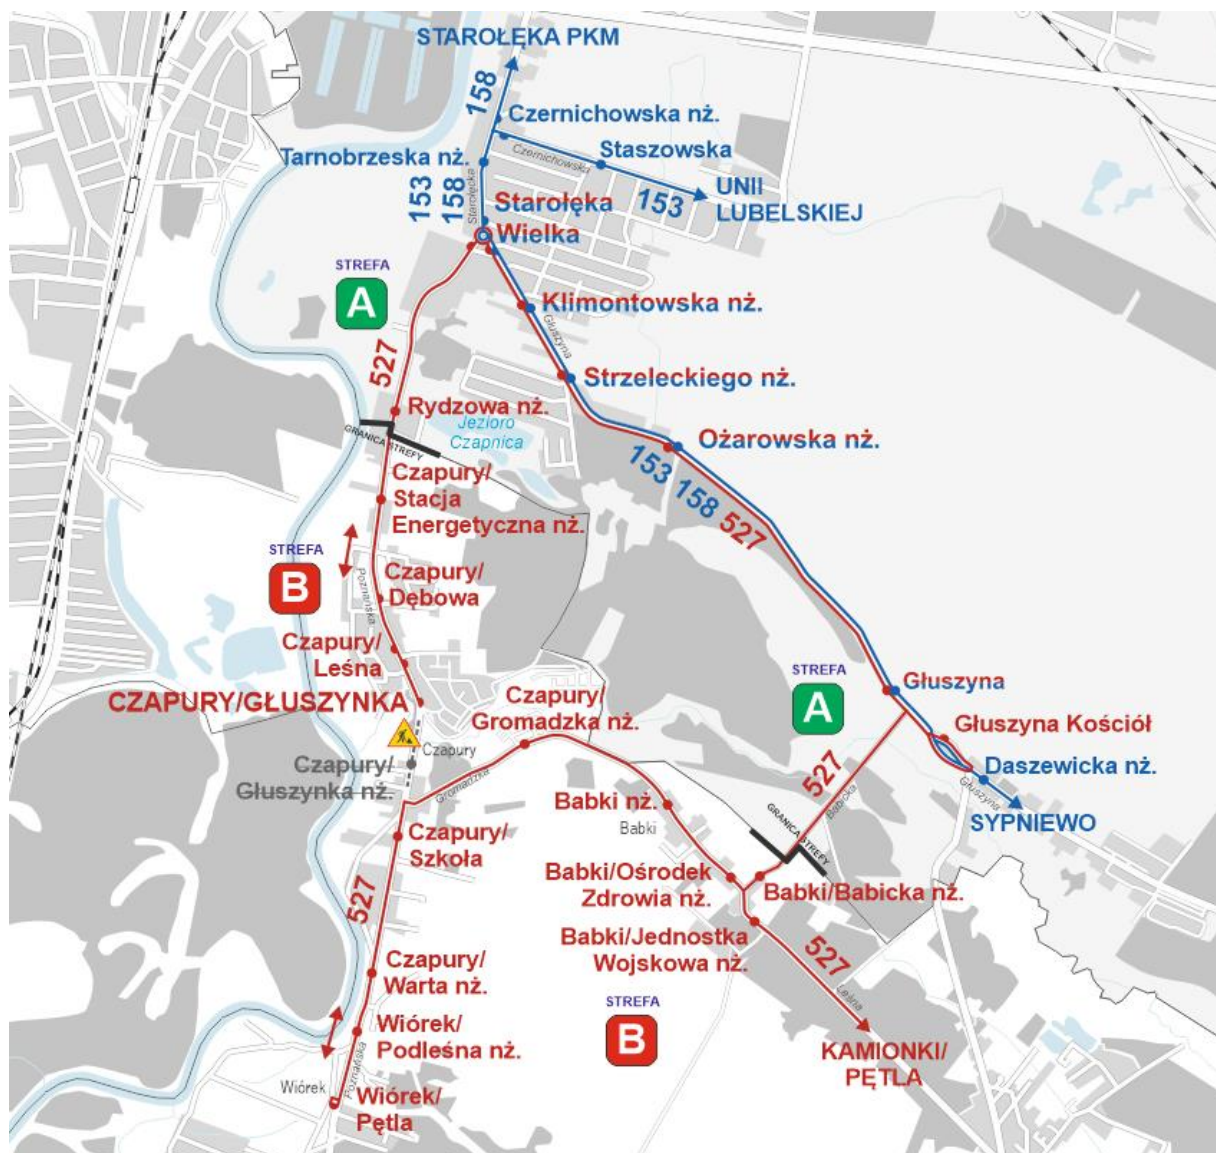 STAROŁĘKA PKM
158
Czernichowska nż.
Czernichowska
Staszowska
Tarnobrzeska nż.
153
158
Starołęcka
153
UNII
LUBELSKIEJ
Starołęka
Wielka
STREFA
A
Klimontowska nż.
Głuszyna
527
Strzeleckiego nż.
Rydzowa nż.
GRANICA STREFY
Jezioro
Czapnica
Ożarowska nż.
153 158 527
Czapury/
Stacja
Energetyczna nż.
STREFA
B
Poznańska
Czapury/
Dębowa
Czapury/
Leśna
CZAPURY/GŁUSZYNKA
Czapury/
Gromadzka nż.
STREFA
A
Głuszyna
Głuszyna Kościół
Czapury
Czapury/
Głuszynka nż.
Gromadzka
527
Babicka
Daszewicka nż.
Głuszyna
SYPNIEWO
Babki nż.
Babki
GRANICA STREFY
Czapury/
Szkoła
Babki/Ośrodek
Zdrowia nż.
Babki/Babicka nż.
527
Babki/Jednostka
Wojskowa nż.
527
Leśna
Czapury/
Warta nż.
STREFA
B
Wiórek/
Podleśna nż.
Poznańska
KAMIONKI/
PĘTLA
Wiórek
Wiórek/
Pętla